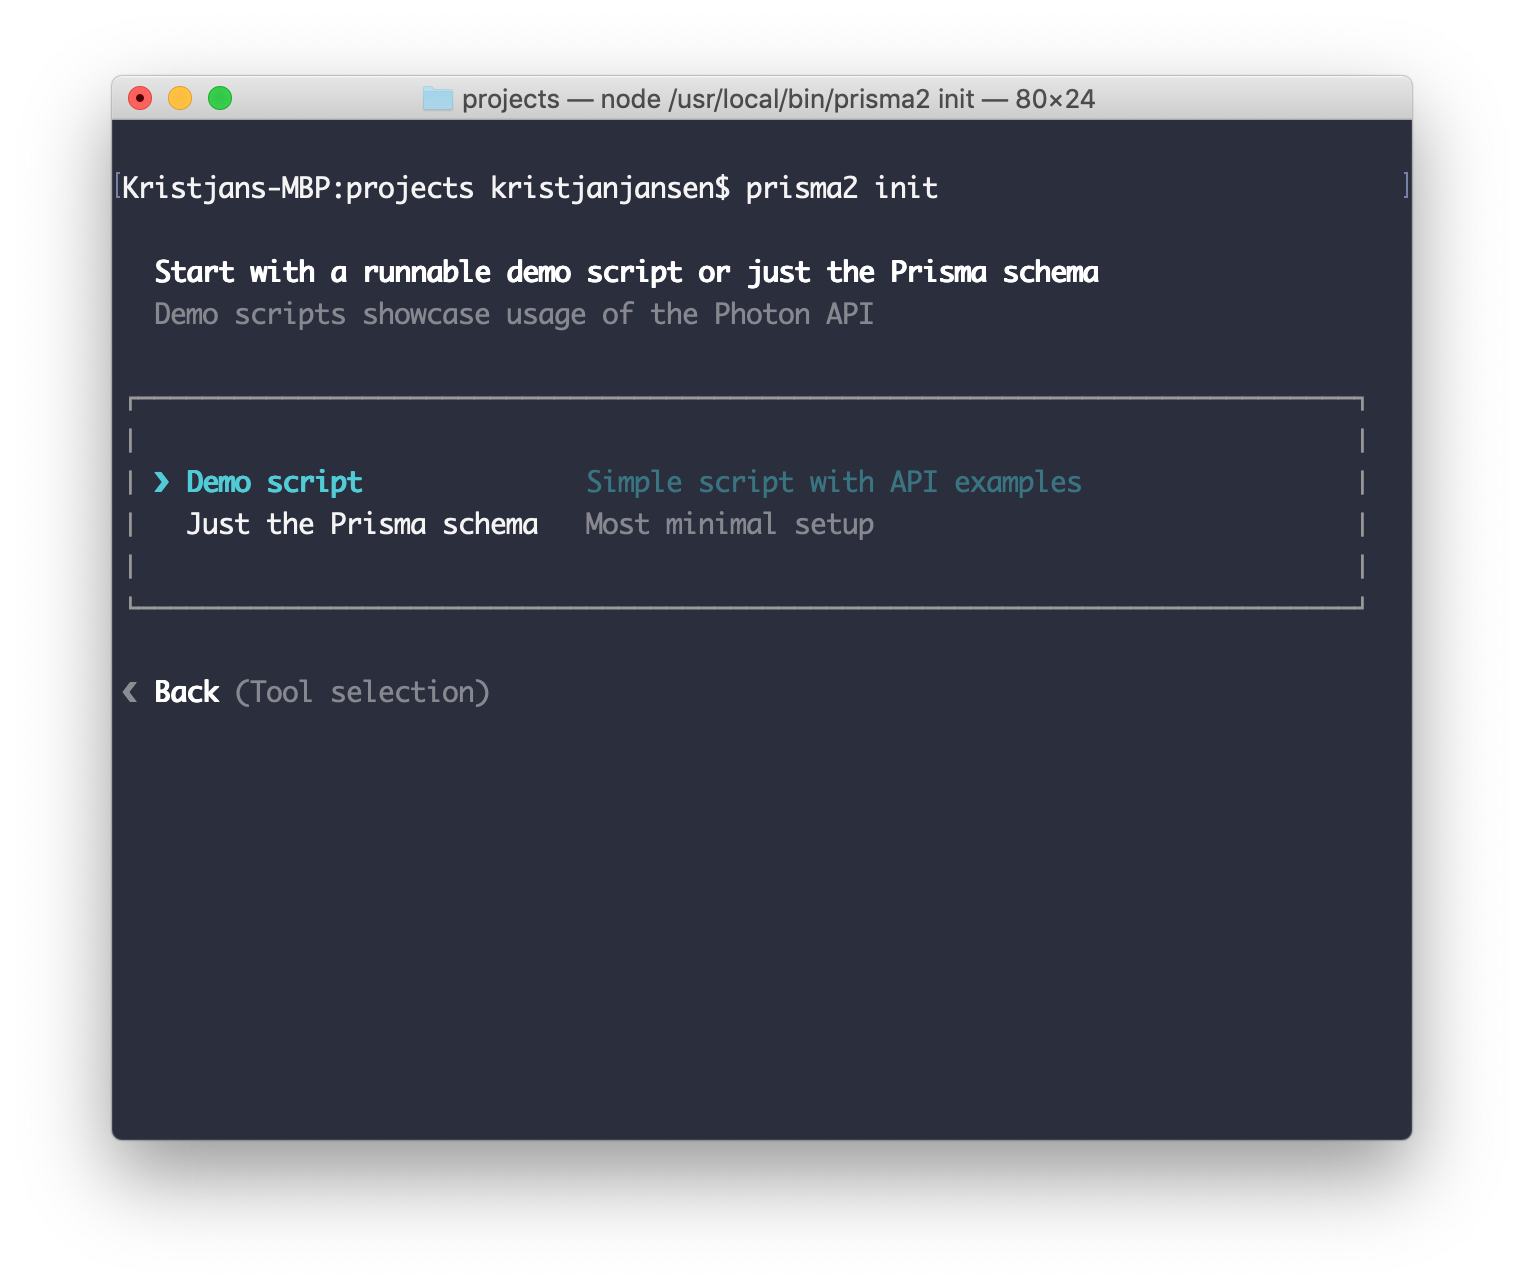 projects — node /usr/local/bin/prisma2 init — 80×24
[Kristjans-MBP:projects kristjanjansen$ prisma2 init ]
Start with a runnable demo script or just the Prisma schema
Demo scripts showcase usage of the Photon API
❯ Demo script Simple script with API examples
Just the Prisma schema Most minimal setup
❮ Back (Tool selection)